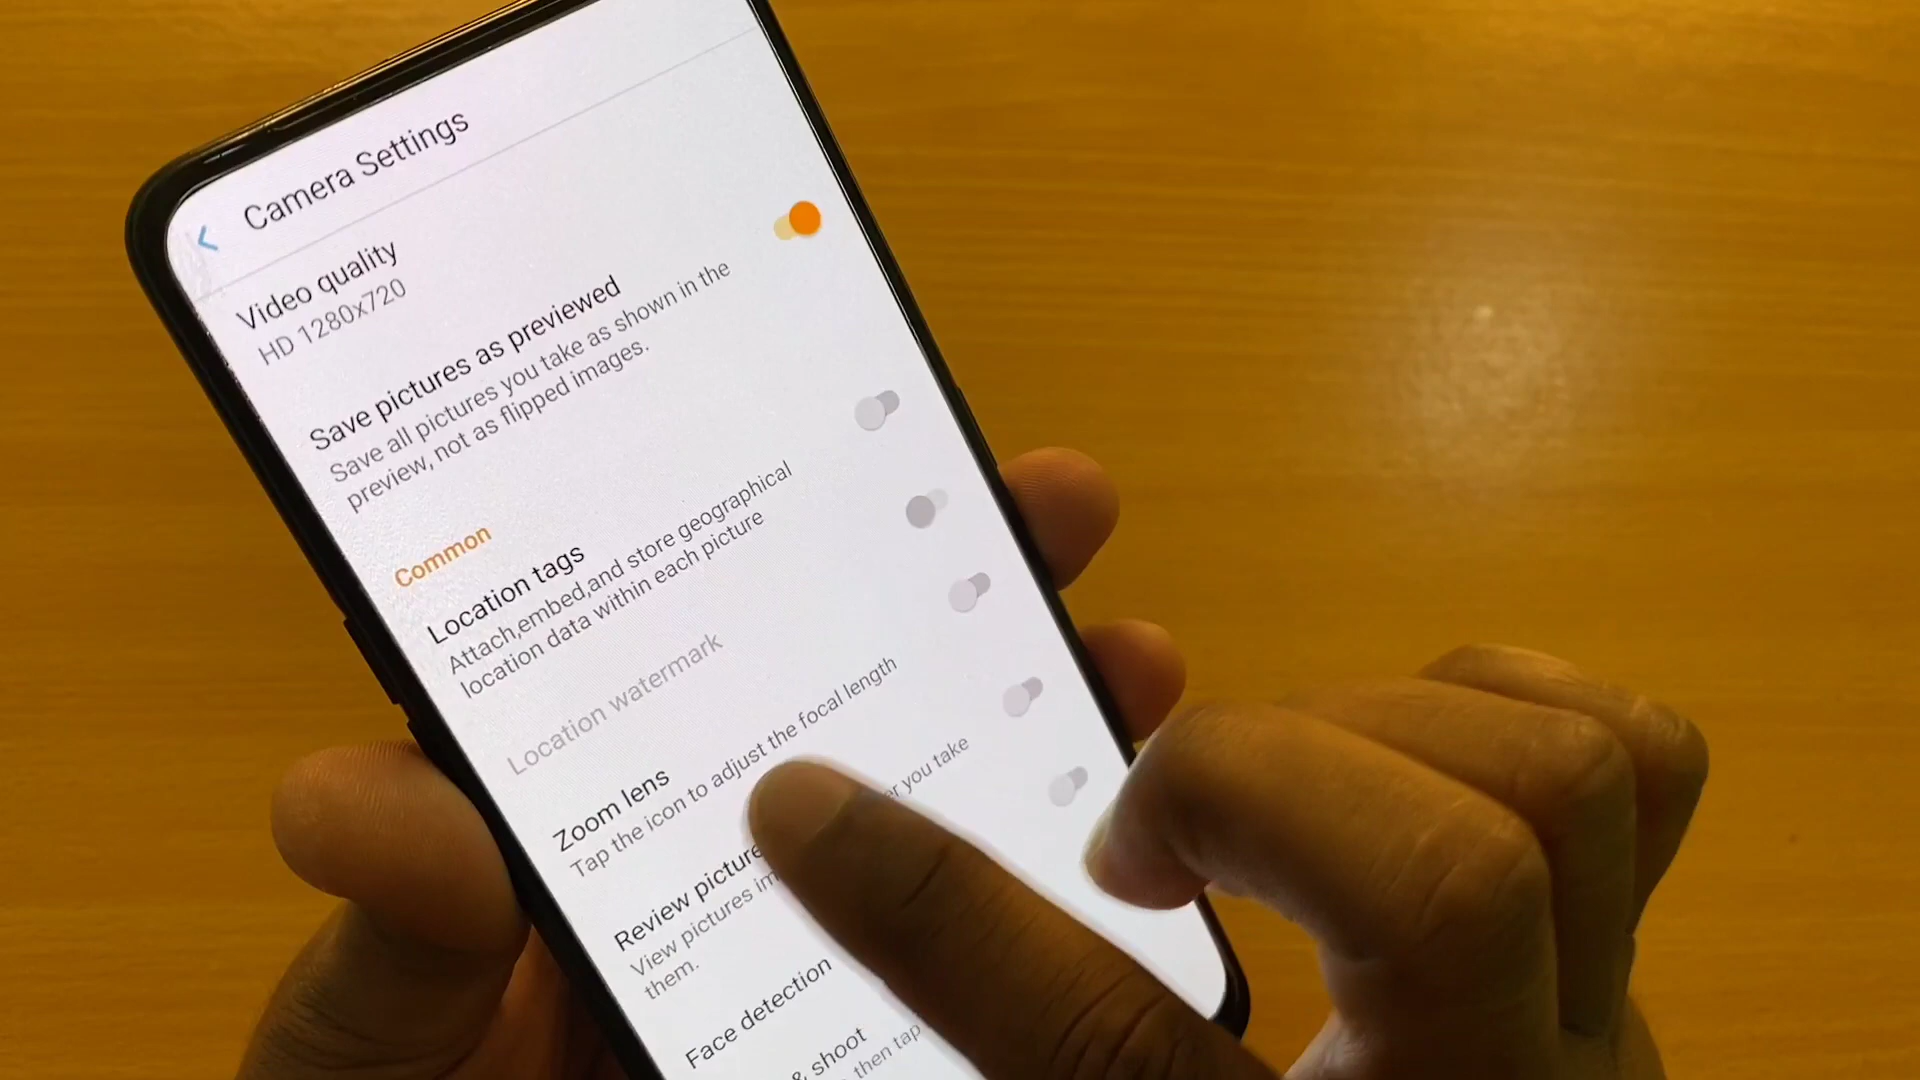 Camera Settings
Video quality
HD 1280x720
Save pictures as previewed
Save all pictures you take as shown in the
preview, not as flipped images.
Common
Location tags
Attach,embed,and store geographical
location data within each picture
Location watermark
Zoom lens
Tap the icon to adjust the focal length
Review
View pictures you take
them.
Face detection
& shoot
then tap